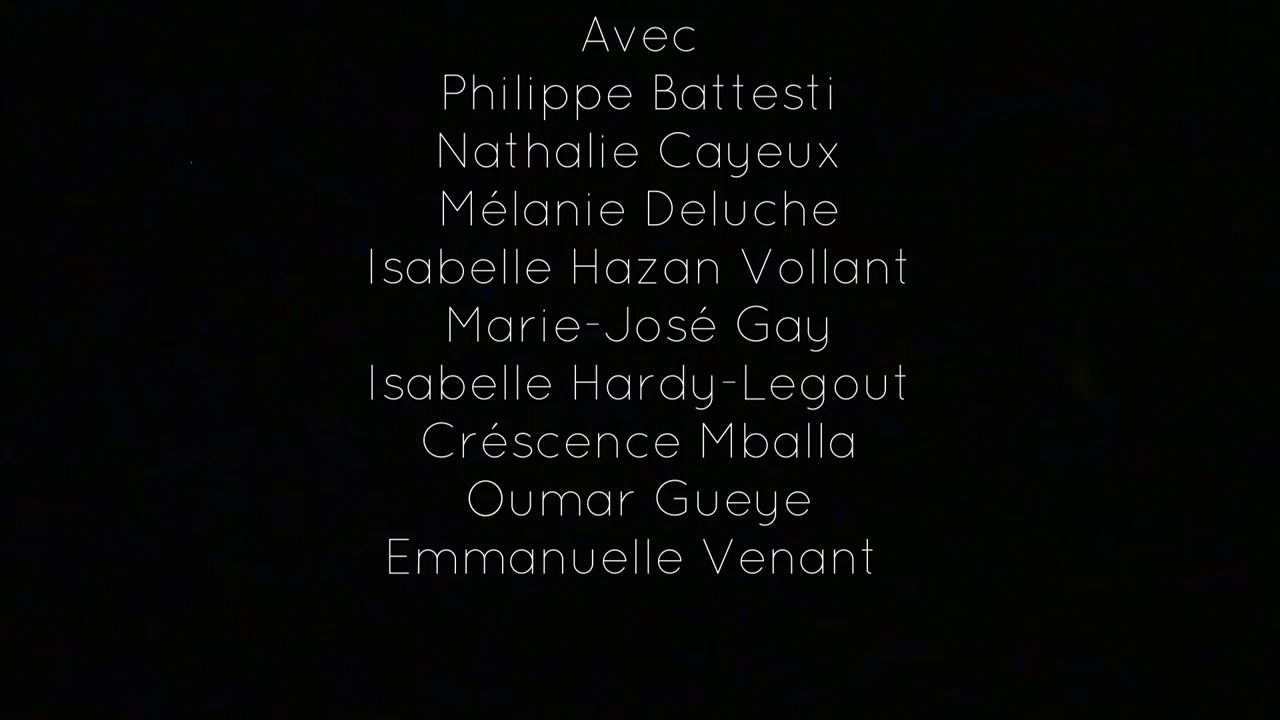 Avec
Philippe Battesti
Nathalie Cayeux
Mélanie Deluche
Isabelle Hazan Vollant
Marie-José Gay
Isabelle Hardy-Legout
Créscence Mballa
Oumar Gueye
Emmanuelle Venant